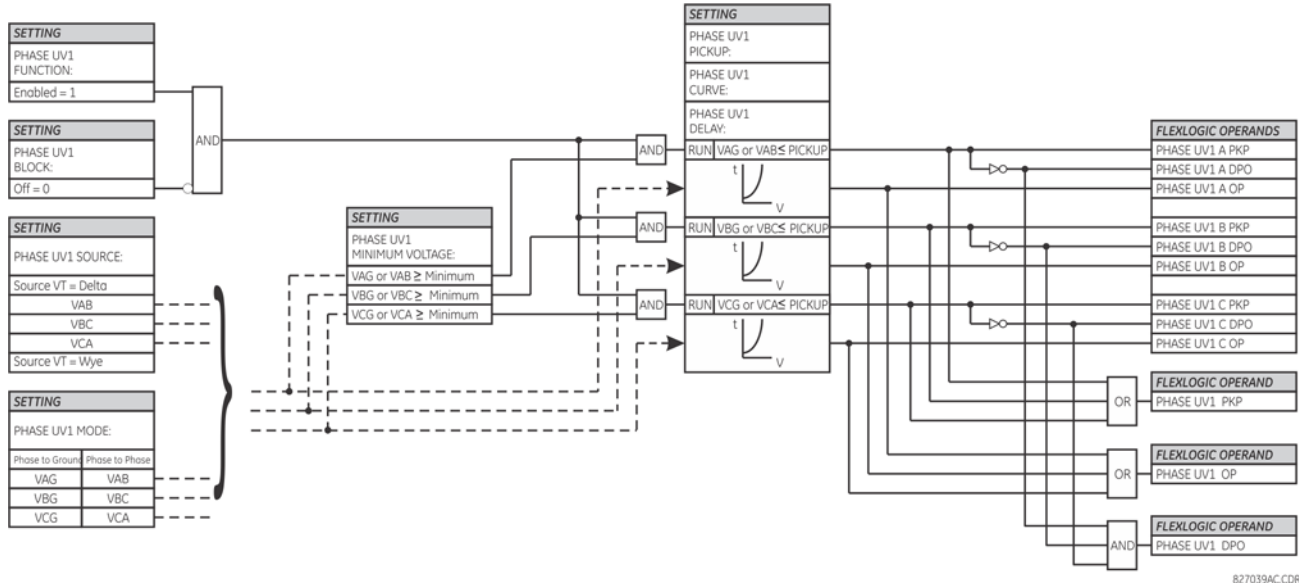 SETTING
PHASE UV1
FUNCTION:
Enabled = 1
SETTING
PHASE UV1
BLOCK:
Off = 0
AND
SETTING
PHASE UV1 SOURCE:
Source VT = Delta
VAB
VBC
VCA
Source VT = Wye
SETTING
PHASE UV1 MODE:
Phase to Ground Phase to Phase
VAG VAB
VBG VBC
VCG VCA
SETTING
PHASE UV1
MINIMUM VOLTAGE:
VAG or VAB ≥ Minimum
VBG or VBC ≥ Minimum
VCG or VCA ≥ Minimum
AND
AND
AND
SETTING
PHASE UV1
PICKUP:
PHASE UV1
CURVE:
PHASE UV1
DELAY:
RUN VAG or VAB ≤ PICKUP
t
V
RUN VBG or VBC ≤ PICKUP
t
V
RUN VCG or VCA ≤ PICKUP
t
V
FLEXLOGIC OPERANDS
PHASE UV1 A PKP
PHASE UV1 A DPO
PHASE UV1 A OP
PHASE UV1 B PKP
PHASE UV1 B DPO
PHASE UV1 B OP
PHASE UV1 C PKP
PHASE UV1 C DPO
PHASE UV1 C OP
OR
FLEXLOGIC OPERAND
PHASE UV1 PKP
OR
FLEXLOGIC OPERAND
PHASE UV1 OP
AND
FLEXLOGIC OPERAND
PHASE UV1 DPO
827039AC.CDR